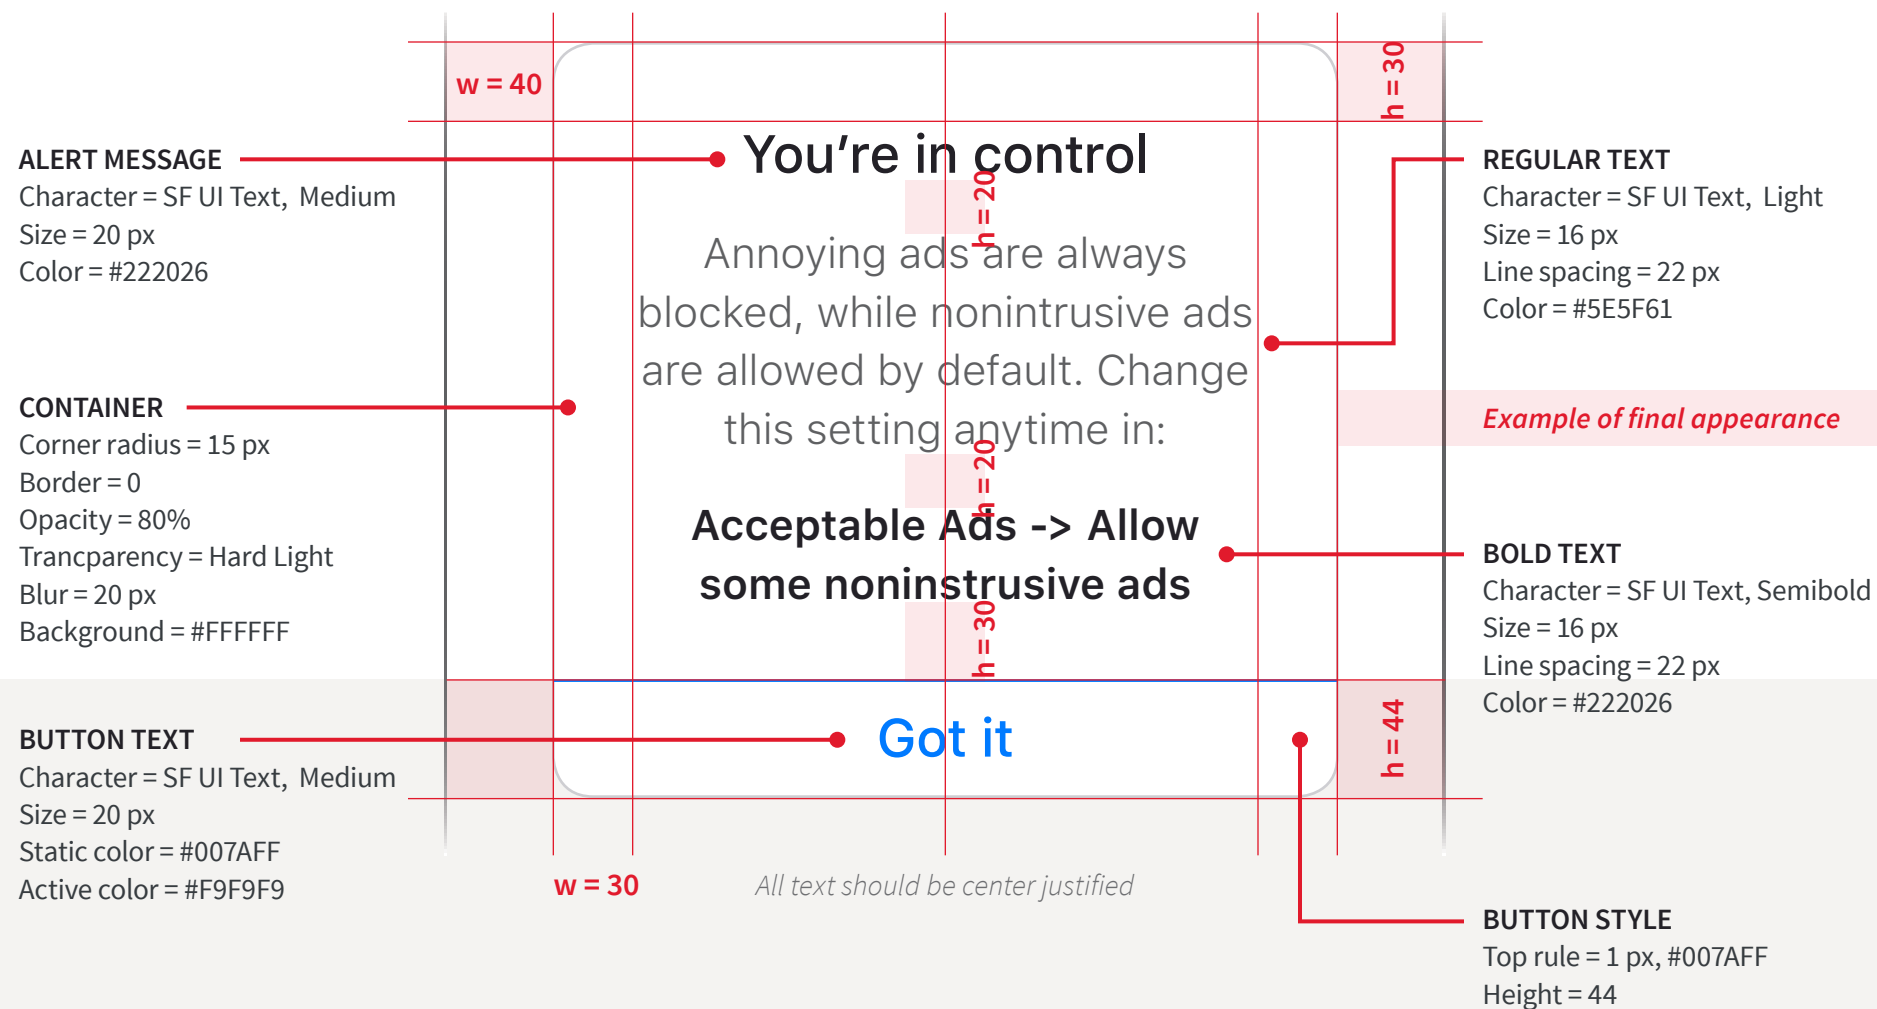 w = 40
h = 30
ALERT MESSAGE
Character = SF UI Text,  Medium
Size = 20 px
Color = #222026
CONTAINER
Corner radius = 15 px
Border = 0
Opacity = 80%
Trancparency = Hard Light
Blur = 20 px
Background = #FFFFFF
BUTTON TEXT
Character = SF UI Text,  Medium
Size = 20 px
Static color = #007AFF
Active color = #F9F9F9
You’re in control
h = 20
Annoying ads are always
blocked, while nonintrusive ads
are allowed by default. Change
this setting anytime in:
h = 20
Acceptable Ads -> Allow
some noninstrusive ads
h = 30
Got it
h = 44
w = 30
All text should be center justified
REGULAR TEXT
Character = SF UI Text,  Light
Size = 16 px
Line spacing = 22 px
Color = #5E5F61
Example of final appearance
BOLD TEXT
Character = SF UI Text, Semibold
Size = 16 px
Line spacing = 22 px
Color = #222026
BUTTON STYLE
Top rule = 1 px, #007AFF
Height = 44